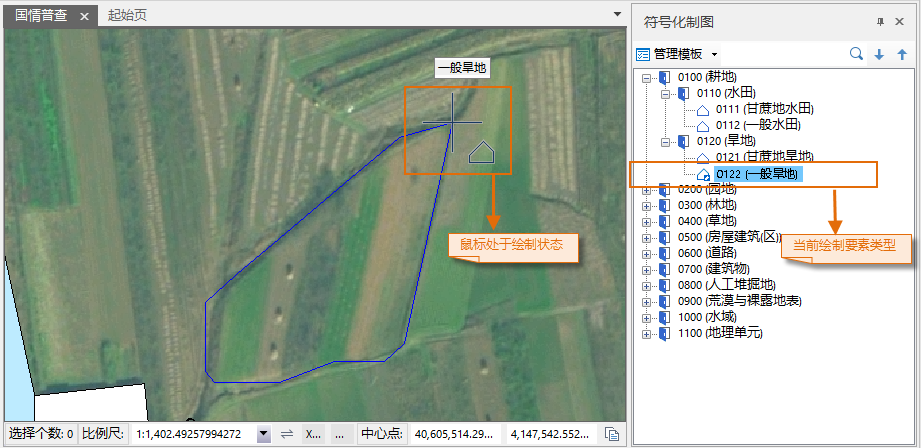 国情普查 × 起始页
一般旱地
鼠标处于绘制状态
选择个数: 0 比例尺: 1:1,402.49257994272 X... ... 中心点: 40,605,514.29... 4,147,542.552...
符号化制图
管理模板
0100 (耕地)
0110 (水田)
0111 (甘蔗地水田)
0112 (一般水田)
0120 (旱地)
0121 (甘蔗地旱地)
0122 (一般旱地)
0200 (园地)
0300 (林地)
0400 (草地)
0500 (房屋建筑(区))
0600 (道路)
0700 (建筑物)
0800 (人工堆掘地)
0900 (荒漠与裸露地表)
1000 (水域)
1100 (地理单元)
当前绘制要素类型